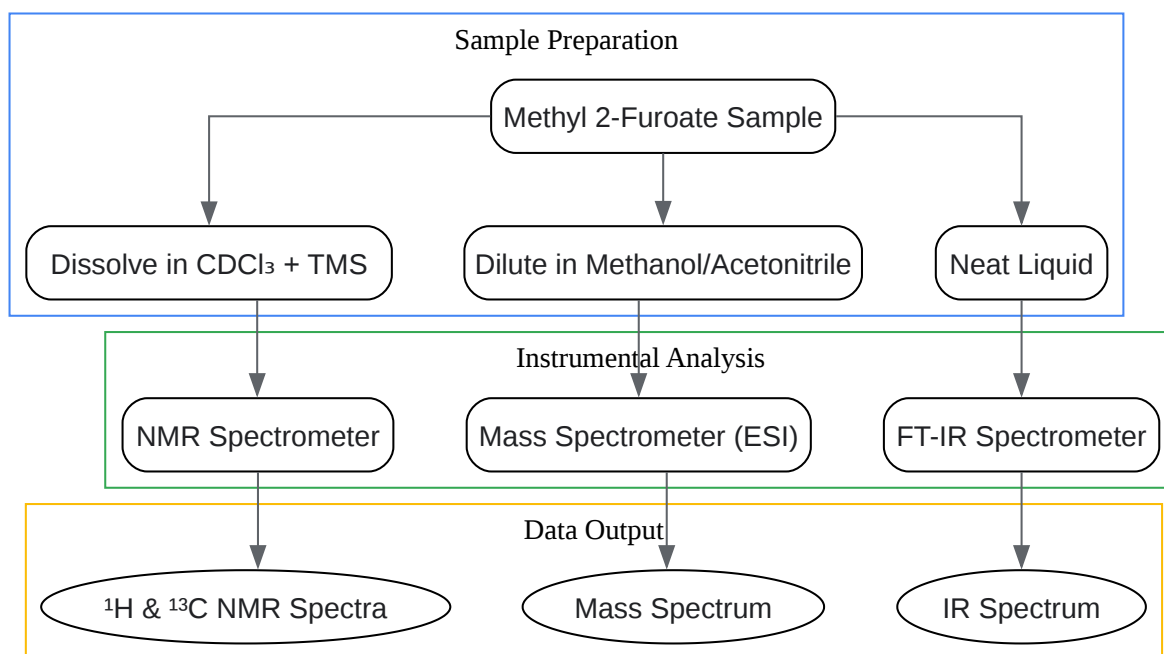 Sample Preparation
Methyl 2-Furoate Sample
Dissolve in CDCl₃ + TMS
Dilute in Methanol/Acetonitrile
Neat Liquid
Instrumental Analysis
NMR Spectrometer
Mass Spectrometer (ESI)
FT-IR Spectrometer
Data Output
¹H & ¹³C NMR Spectra
Mass Spectrum
IR Spectrum